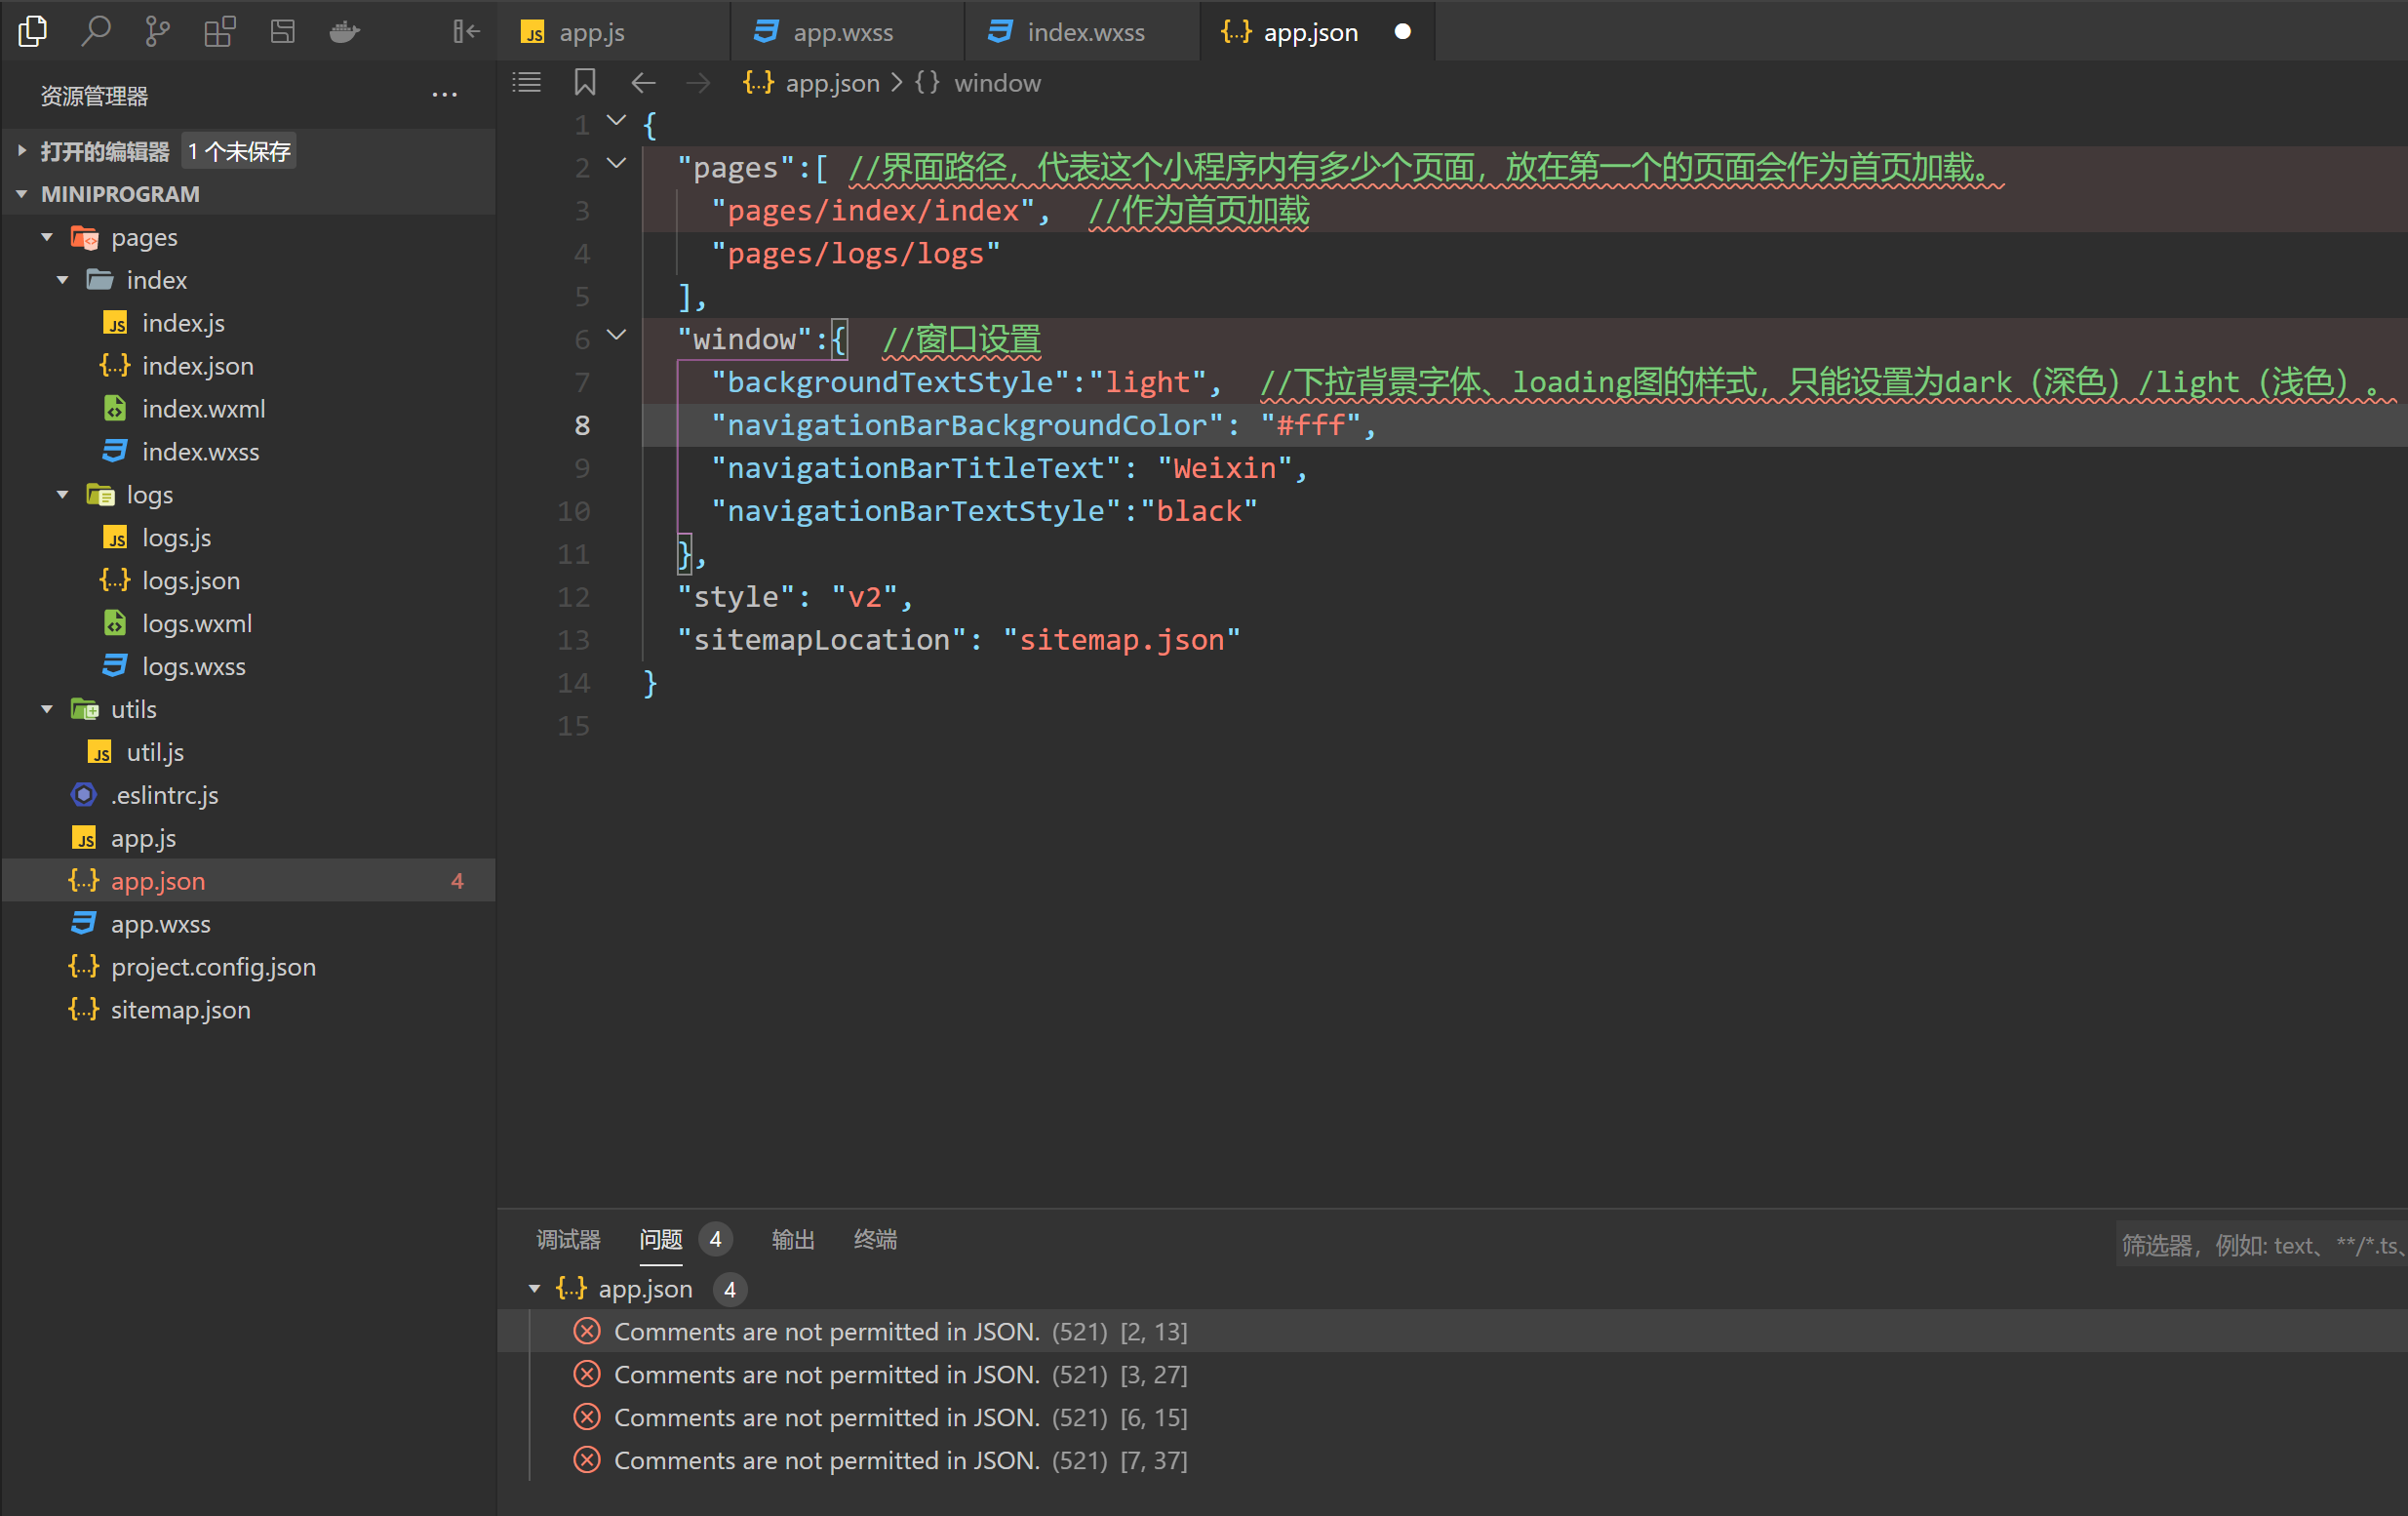 app.js
app.wxss
index.wxss
app.json
资源管理器
app.json > {} window
打开的编辑器 1 个未保存
MINIPROGRAM
pages
index
index.js
index.json
index.wxml
index.wxss
logs
logs.js
logs.json
logs.wxml
logs.wxss
utils
util.js
.eslintrc.js
app.js
app.json 4
app.wxss
project.config.json
sitemap.json
1 {
2 "pages":[ //界面路径，代表这个小程序内有多少个页面，放在第一个的页面会作为首页加载。
3 "pages/index/index", //作为首页加载
4 "pages/logs/logs"
5 ],
6 "window":{ //窗口设置
7 "backgroundTextStyle":"light", //下拉背景字体、loading图的样式，只能设置为dark（深色）/light（浅色）。
8 "navigationBarBackgroundColor": "#fff",
9 "navigationBarTitleText": "Weixin",
10 "navigationBarTextStyle":"black"
11 },
12 "style": "v2",
13 "sitemapLocation": "sitemap.json"
14 }
15
调试器 问题 4 输出 终端 筛选器，例如: text、**/*.ts、
app.json 4
Comments are not permitted in JSON. (521) [2, 13]
Comments are not permitted in JSON. (521) [3, 27]
Comments are not permitted in JSON. (521) [6, 15]
Comments are not permitted in JSON. (521) [7, 37]